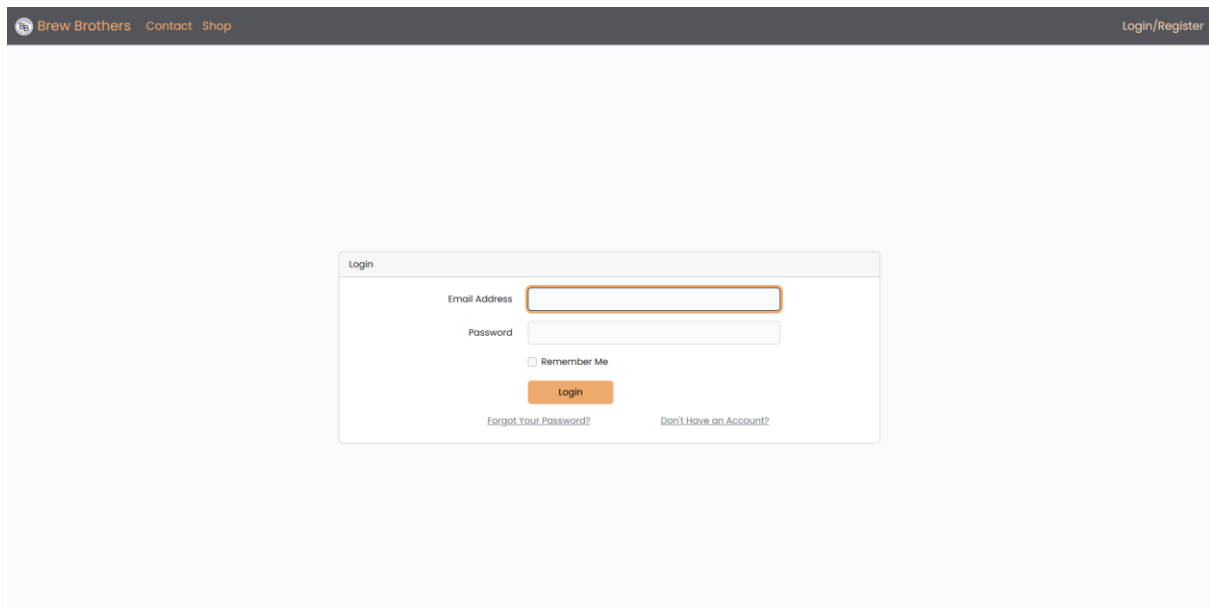 BR Brew Brothers Contact Shop Login/Register
Login
Email Address
Password
Remember Me
Login
Forgot Your Password? Don't Have an Account?